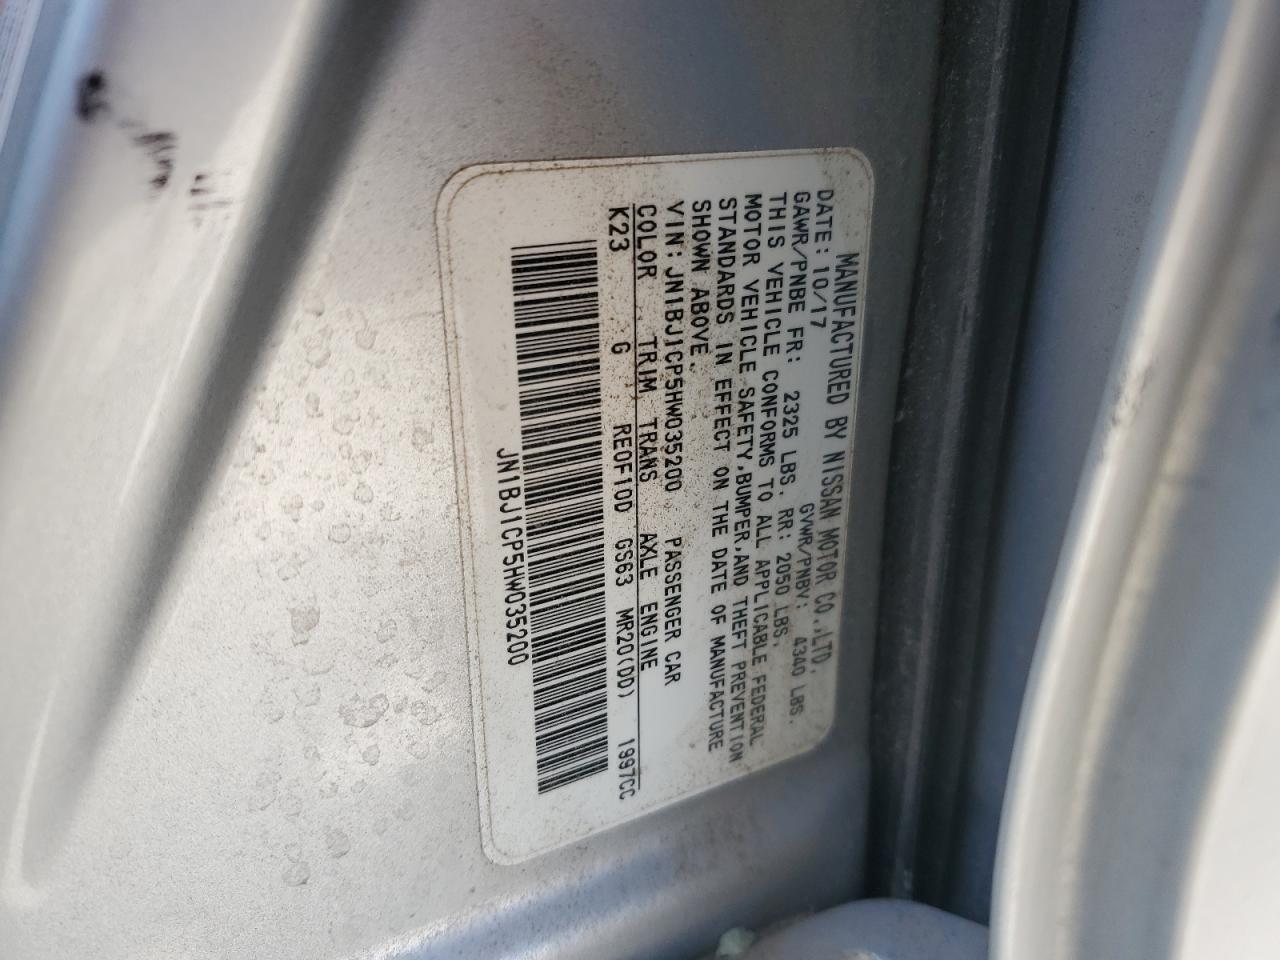 MANUFACTURED BY NISSAN MOTOR CO.,LTD.
DATE: 10/17 GVWR/PNBV: 4340 LBS.
GAWR/PNBE FR: 2325 LBS. RR: 2050 LBS.
THIS VEHICLE CONFORMS TO ALL APPLICABLE FEDERAL
MOTOR VEHICLE SAFETY,BUMPER,AND THEFT PREVENTION
STANDARDS IN EFFECT ON THE DATE OF MANUFACTURE
SHOWN ABOVE.
VIN: JN1BJ1CP5HW035200 PASSENGER CAR
COLOR TRIM TRANS AXLE ENGINE
K23 G RE0F10D GS63 MR20(DD) 1997CC
JN1BJ1CP5HW035200